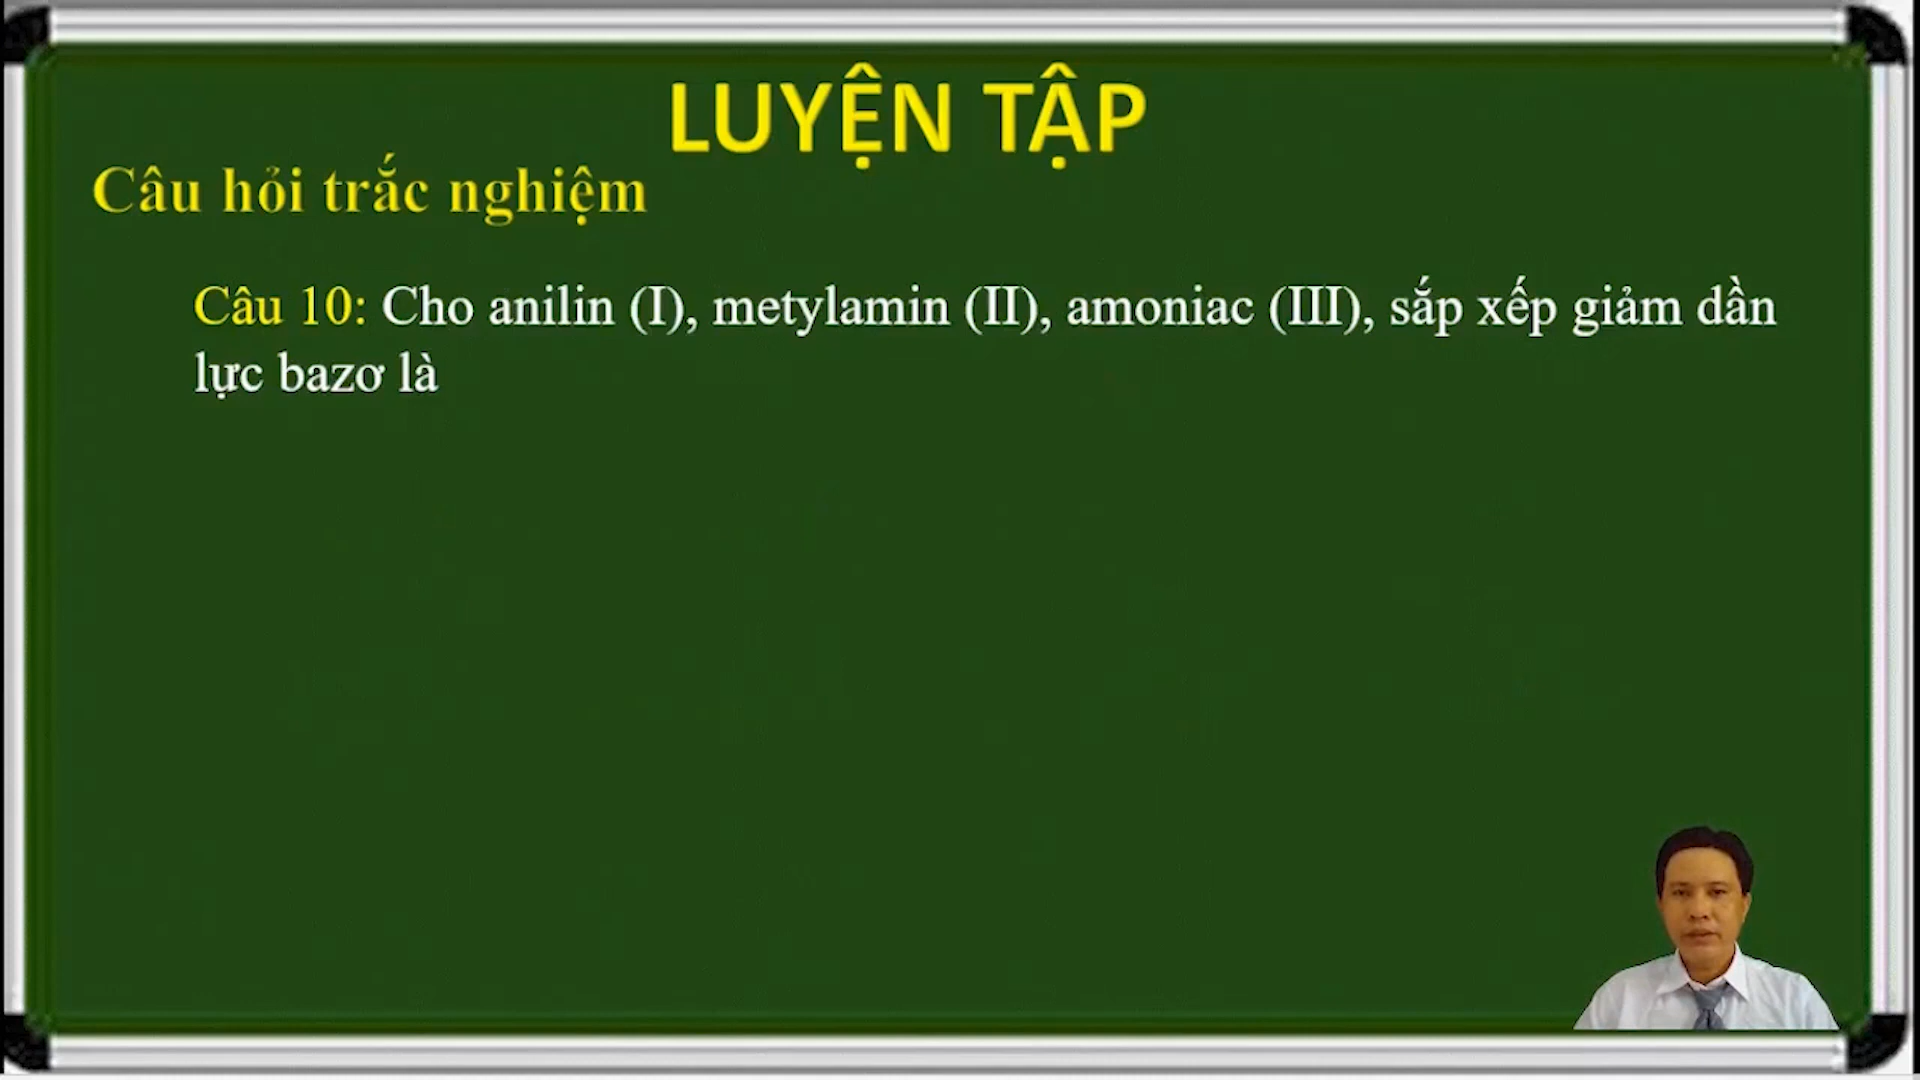 LUYỆN TẬP
Câu hỏi trắc nghiệm
Câu 10: Cho anilin (I), metylamin (II), amoniac (III), sắp xếp giảm dần
lực bazơ là